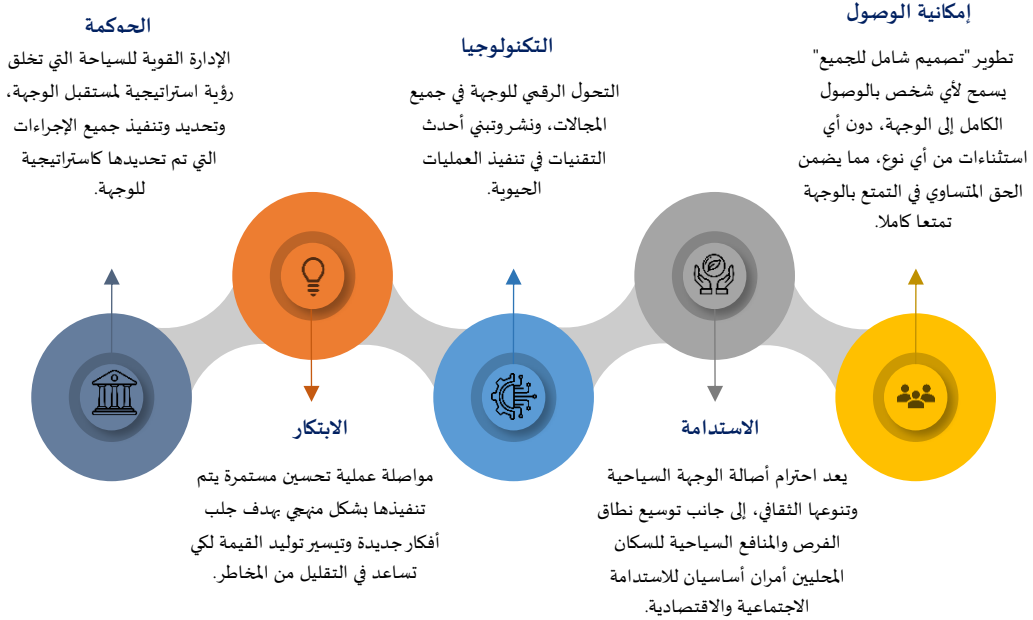 إمكانية الوصول
تطوير "تصميم شامل للجميع"
يسمح لأي شخص بالوصول
الكامل إلى الوجهة، دون أي
استثناءات من أي نوع، مما يضمن
الحق المتساوي في التمتع بالوجهة
تمتعا كاملا.
الاستدامة
يعد احترام أصالة الوجهة السياحية
وتنوعها الثقافي، إلى جانب توسيع نطاق
الفرص والمنافع السياحية للسكان
المحليين أمران أساسيان للاستدامة
الاجتماعية والاقتصادية.
التكنولوجيا
التحول الرقمي للوجهة في جميع
المجالات، ونشر وتبني أحدث
التقنيات في تنفيذ العمليات
الحيوية.
الابتكار
مواصلة عملية تحسين مستمرة يتم
تنفيذها بشكل منهجي بهدف جلب
أفكار جديدة وتيسير توليد القيمة لكي
تساعد في التقليل من المخاطر.
الحوكمة
الإدارة القوية للسياحة التي تخلق
رؤية استراتيجية لمستقبل الوجهة،
وتحديد وتنفيذ جميع الإجراءات
التي تم تحديدها كاستراتيجية
للوجهة.